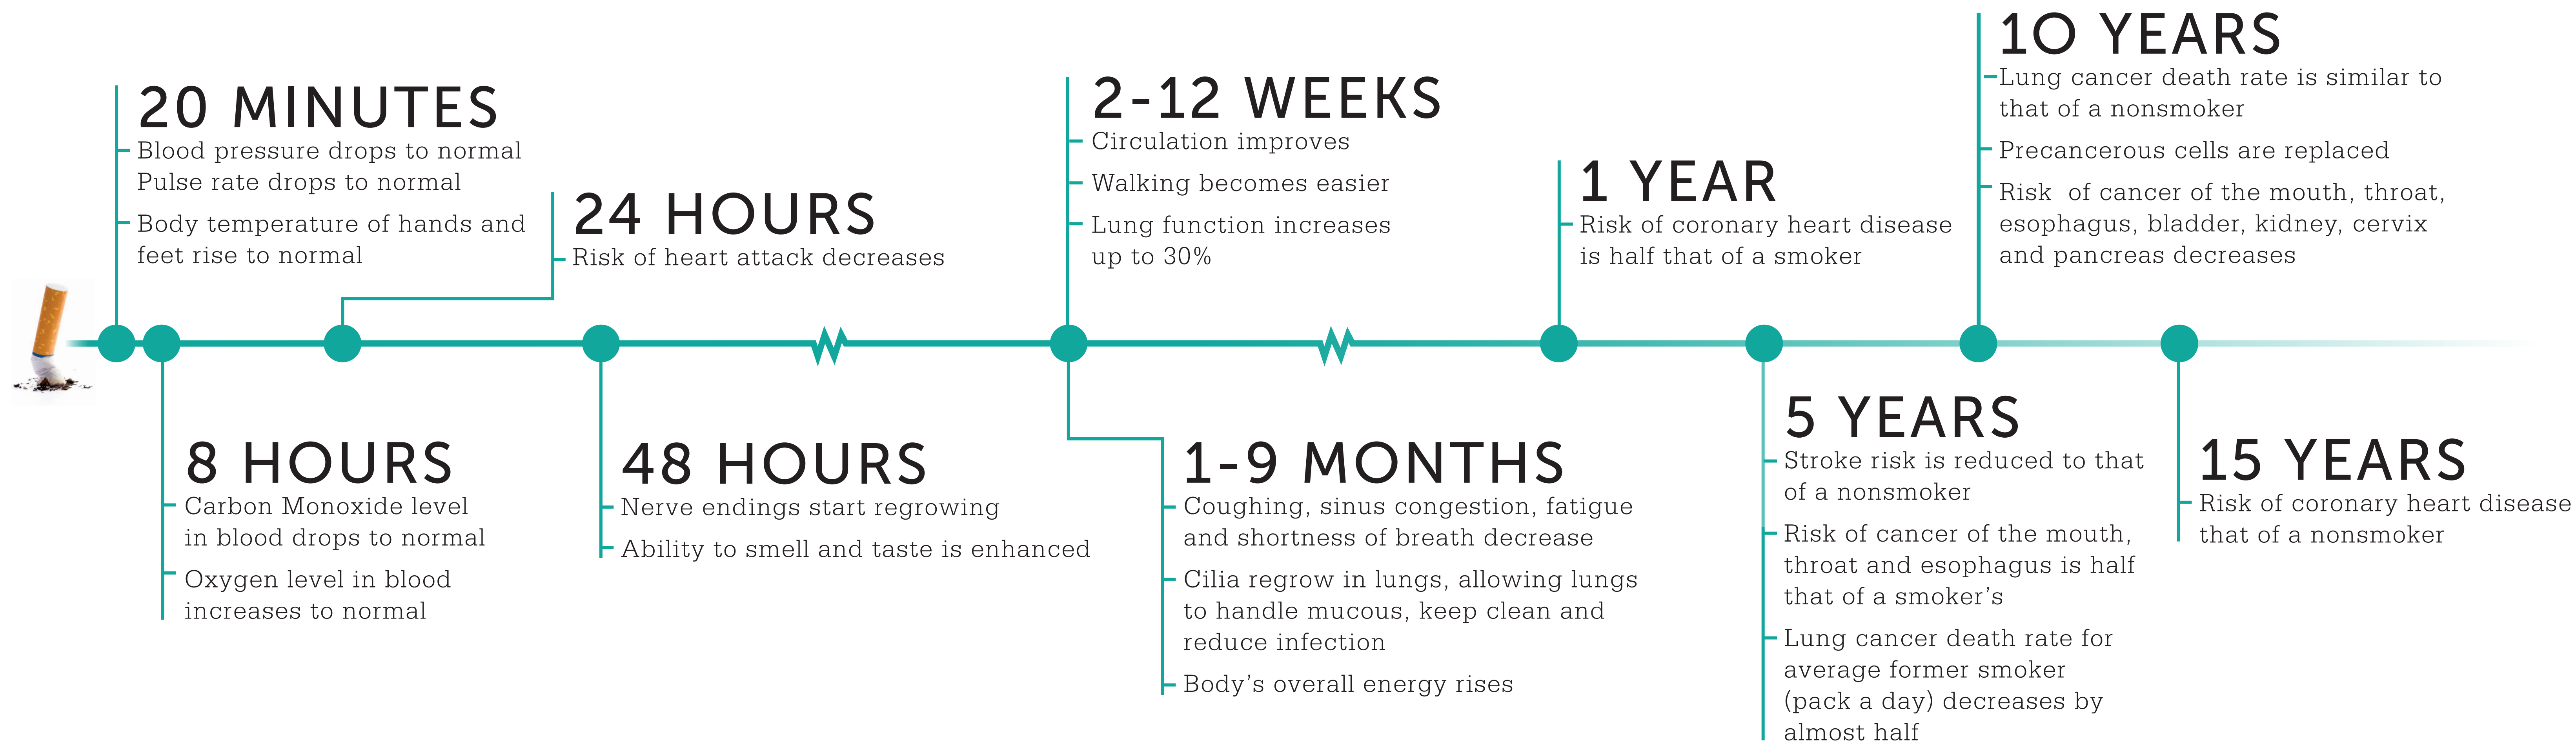 20 MINUTES
Blood pressure drops to normal
Pulse rate drops to normal
Body temperature of hands and
feet rise to normal
8 HOURS
Carbon Monoxide level
in blood drops to normal
Oxygen level in blood
increases to normal
24 HOURS
Risk of heart attack decreases
48 HOURS
Nerve endings start regrowing
Ability to smell and taste is enhanced
2-12 WEEKS
Circulation improves
Walking becomes easier
Lung function increases
up to 30%
1-9 MONTHS
Coughing, sinus congestion, fatigue
and shortness of breath decrease
Cilia regrow in lungs, allowing lungs
to handle mucous, keep clean and
reduce infection
Body’s overall energy rises
1 YEAR
Risk of coronary heart disease
is half that of a smoker
5 YEARS
Stroke risk is reduced to that
of a nonsmoker
Risk of cancer of the mouth,
throat and esophagus is half
that of a smoker’s
Lung cancer death rate for
average former smoker
(pack a day) decreases by
almost half
10 YEARS
Lung cancer death rate is similar to
that of a nonsmoker
Precancerous cells are replaced
Risk of cancer of the mouth, throat,
esophagus, bladder, kidney, cervix
and pancreas decreases
15 YEARS
Risk of coronary heart disease
that of a nonsmoker